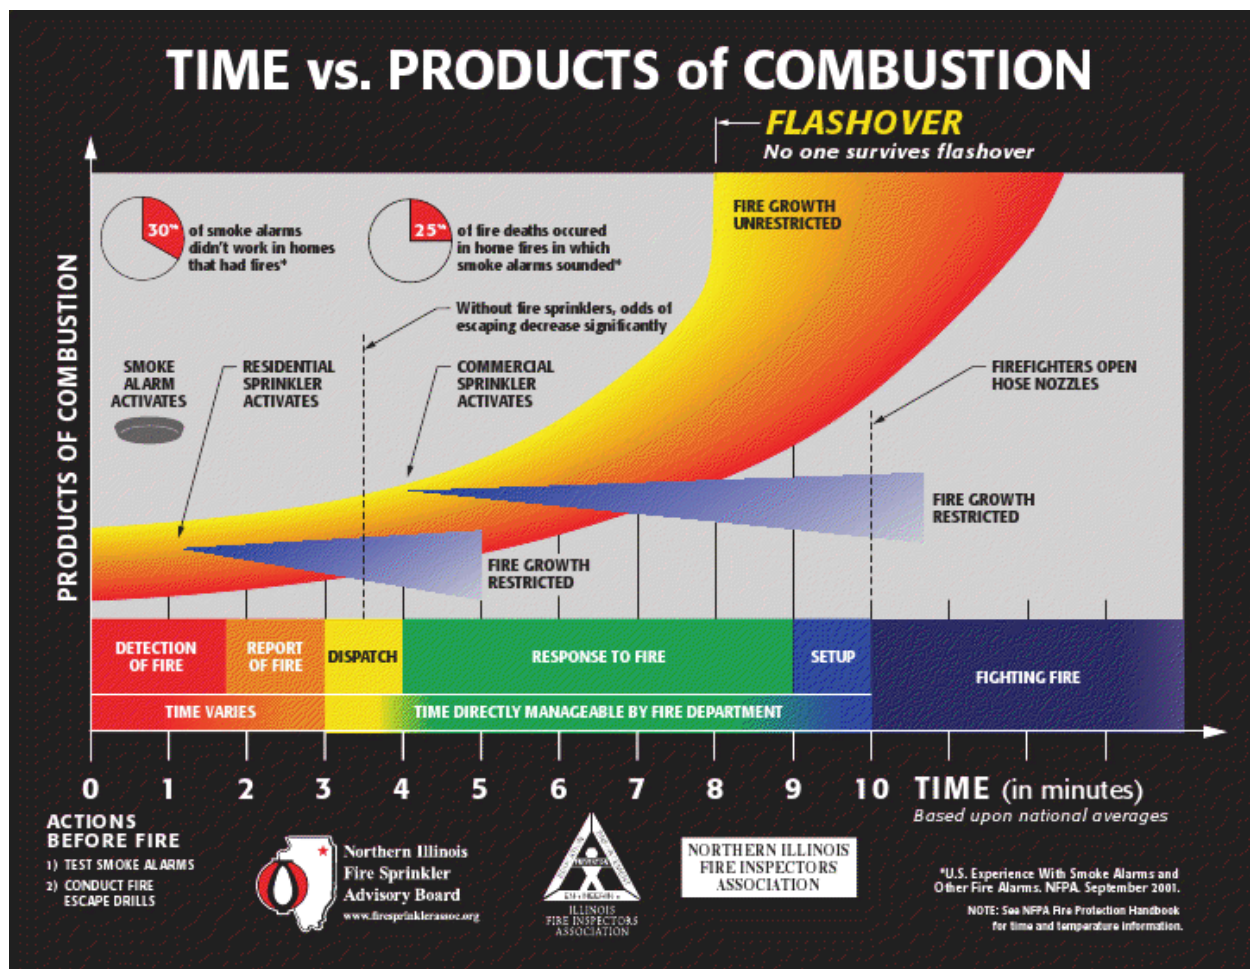 TIME vs. PRODUCTS of COMBUSTION
FLASHOVER
No one survives flashover
PRODUCTS OF COMBUSTION
30%
of smoke alarms
didn't work in homes
that had fires*
25%
of fire deaths occured
in home fires in which
smoke alarms sounded*
FIRE GROWTH
UNRESTRICTED
Without fire sprinklers, odds of
escaping decrease significantly
SMOKE
ALARM
ACTIVATES
RESIDENTIAL
SPRINKLER
ACTIVATES
COMMERCIAL
SPRINKLER
ACTIVATES
FIREFIGHTERS OPEN
HOSE NOZZLES
FIRE GROWTH
RESTRICTED
FIRE GROWTH
RESTRICTED
DETECTION
OF FIRE
REPORT
OF FIRE
DISPATCH
RESPONSE TO FIRE
SETUP
FIGHTING FIRE
TIME VARIES
TIME DIRECTLY MANAGEABLE BY FIRE DEPARTMENT
0 1 2 3 4 5 6 7 8 9 10
TIME (in minutes)
Based upon national averages
ACTIONS
BEFORE FIRE
1) TEST SMOKE ALARMS
2) CONDUCT FIRE
ESCAPE DRILLS
Northern Illinois
Fire Sprinkler
Advisory Board
www.firesprinklerassoc.org
ILLINOIS
FIRE INSPECTORS
ASSOCIATION
NORTHERN ILLINOIS
FIRE INSPECTORS
ASSOCIATION
*U.S. Experience With Smoke Alarms and
Other Fire Alarms. NFPA. September 2001.
NOTE: See NFPA Fire Protection Handbook
for time and temperature information.